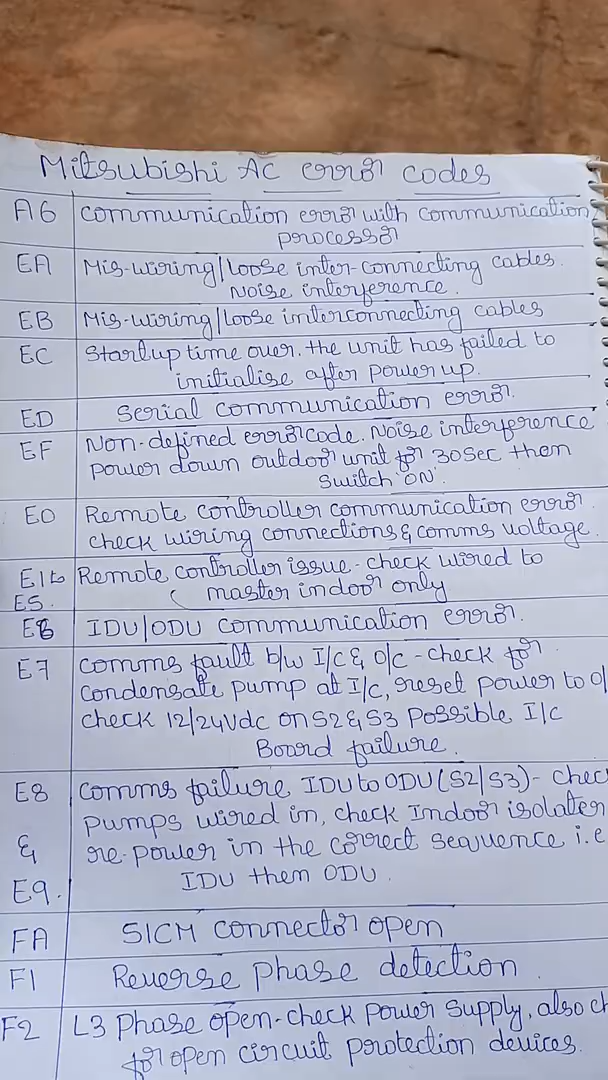 Mitsubishi AC error codes
A6 communication error with communication
processor
EA Mis-wiring/loose inter-connecting cables.
Noise interference.
EB Mis-wiring/loose interconnecting cables
EC Startup time over. the unit has failed to
initialise after power up.
ED Serial communication error.
EF Non-defined error code. Noise interference
power down outdoor unit for 30sec then
switch 'ON'.
E0 Remote controller communication error
check wiring connections & comms voltage.
E1 to Remote controller issue-check wired to
E5. master indoor only
E6 IDU/ODU communication error.
E7 comms fault b/w I/C & O/C-check for
condensate pump at I/C, reset power to O/
check 12/24Vdc on S2 & S3 possible I/C
Board failure.
E8 comms failure IDU to ODU (S2/S3)- chec
pumps wired in, check Indoor isolater
& re-power in the correct sequence i.e
E9. IDU then ODU.
FA SICM connector open
F1 Reverse phase detection.
F2 L3 Phase open-check power supply, also ch
for open circuit protection devices.